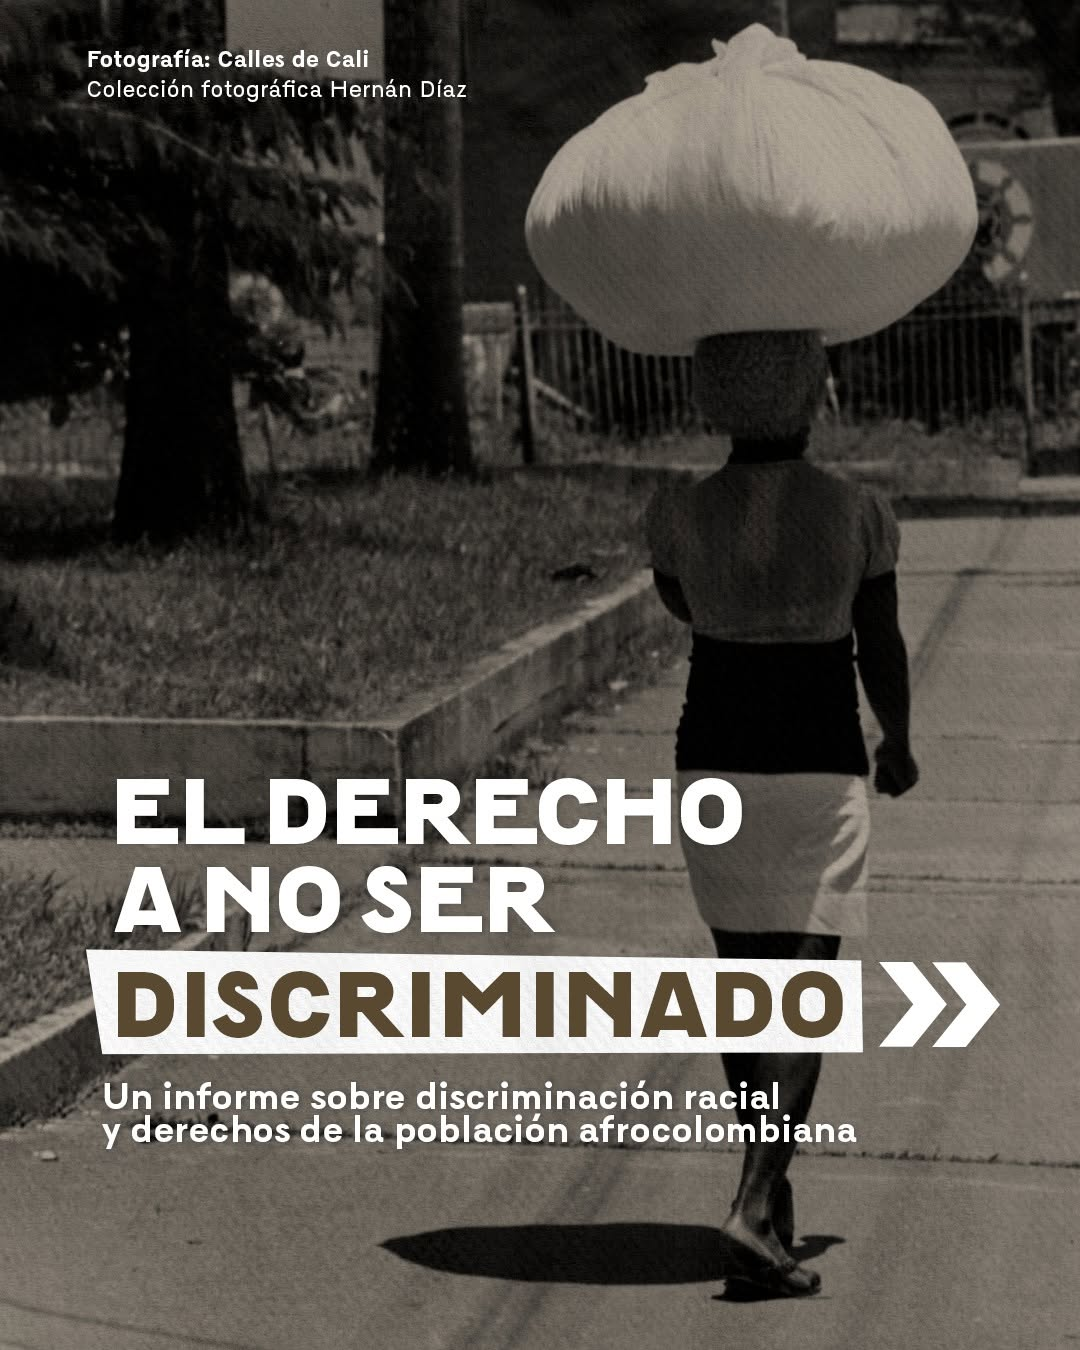 Fotografía: Calles de Cali
Colección fotográfica Hernán Díaz
EL DERECHO
A NO SER
DISCRIMINADO
Un informe sobre discriminación racial
y derechos de la población afrocolombiana